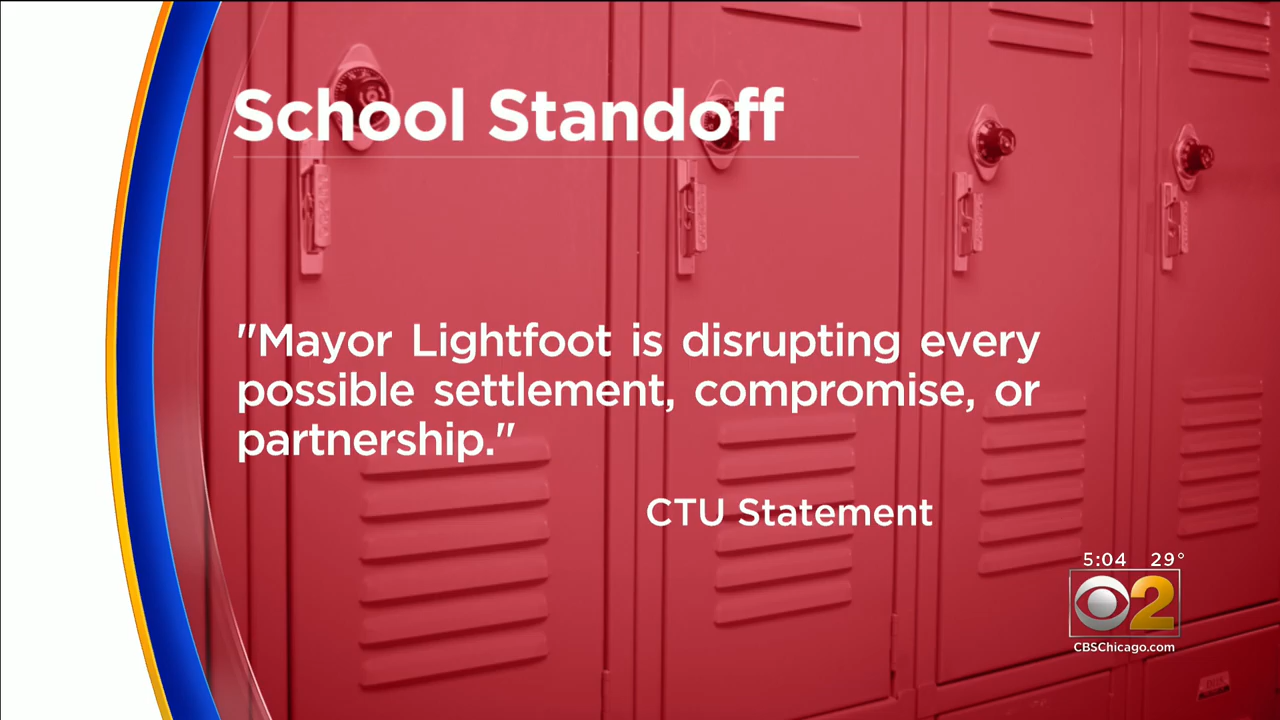 School Standoff
"Mayor Lightfoot is disrupting every
possible settlement, compromise, or
partnership."
CTU Statement
5:04 29°
2
CBSChicago.com